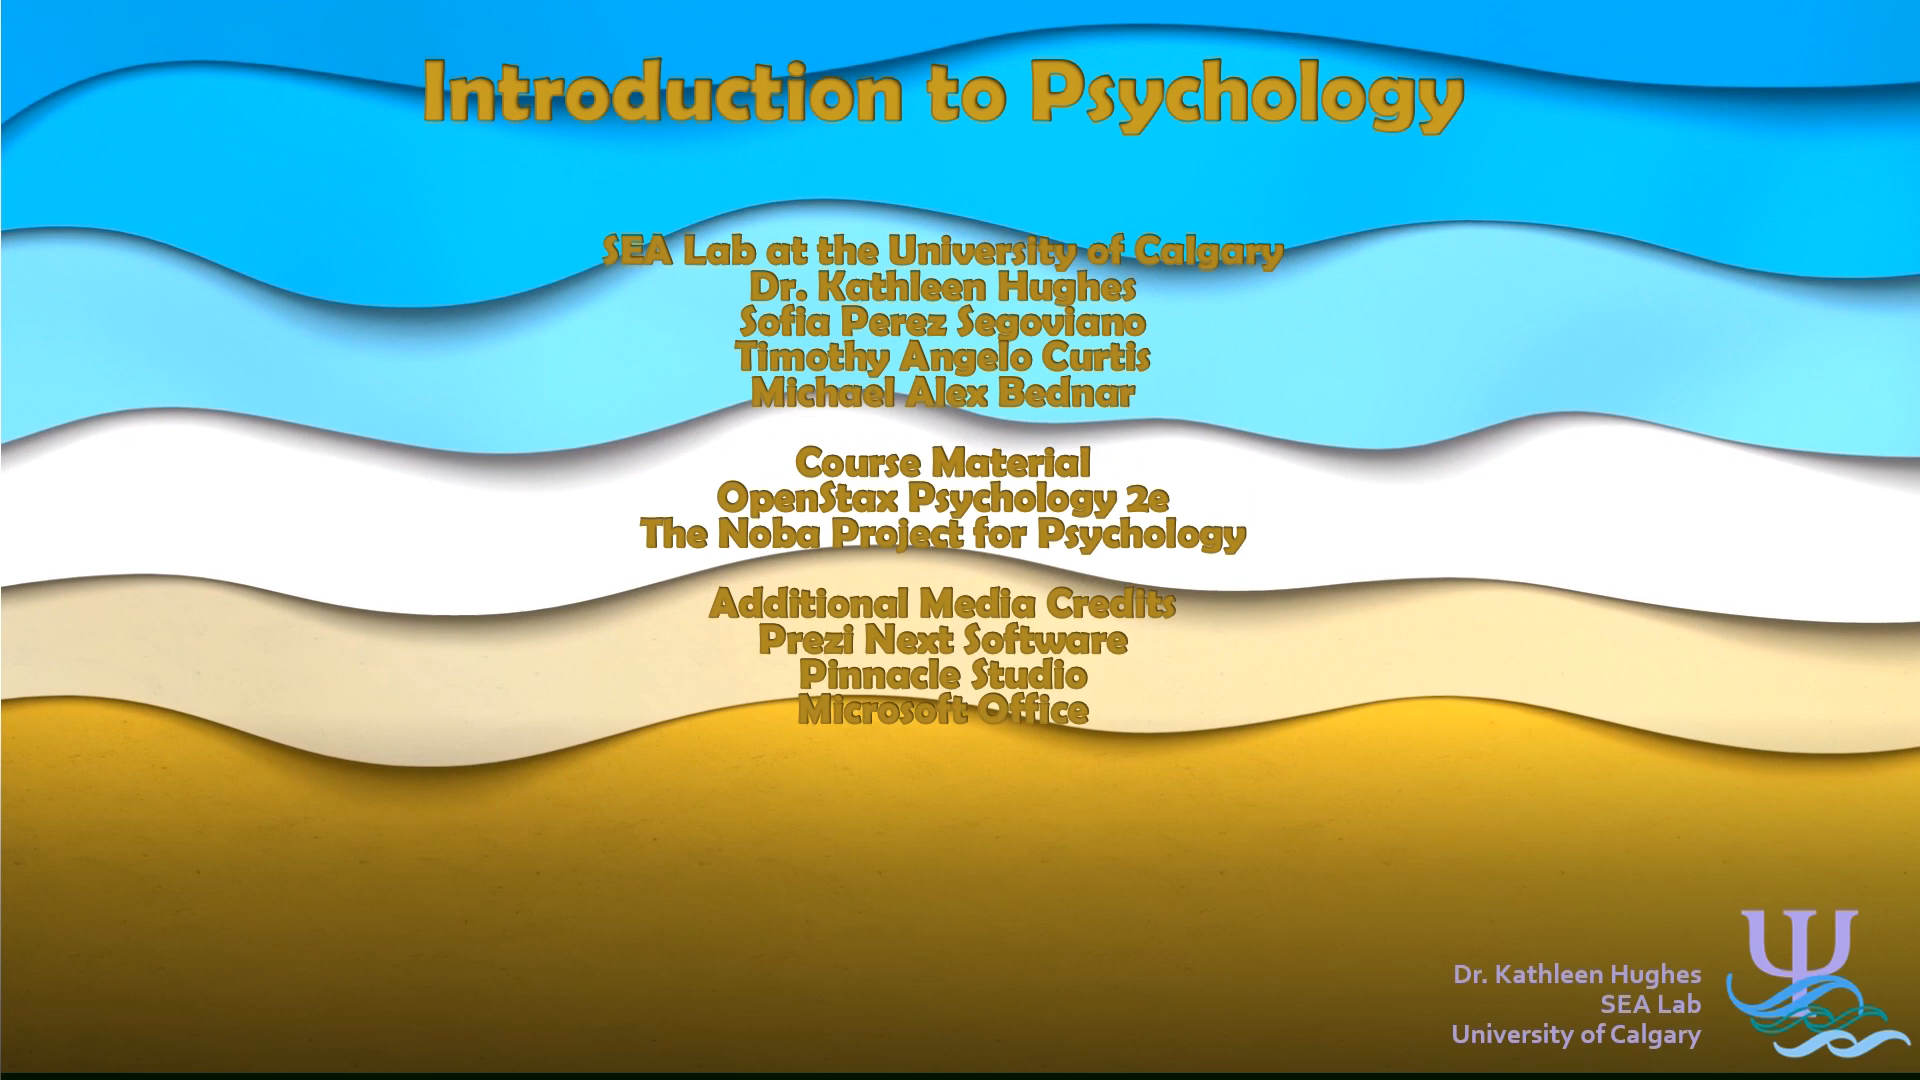 Introduction to Psychology
SEA Lab at the University of Calgary
Dr. Kathleen Hughes
Sofia Perez Segoviano
Timothy Angelo Curtis
Michael Alex Bednar
Course Material
OpenStax Psychology 2e
The Noba Project for Psychology
Additional Media Credits
Prezi Next Software
Pinnacle Studio
Microsoft Office
Dr. Kathleen Hughes
SEA Lab
University of Calgary